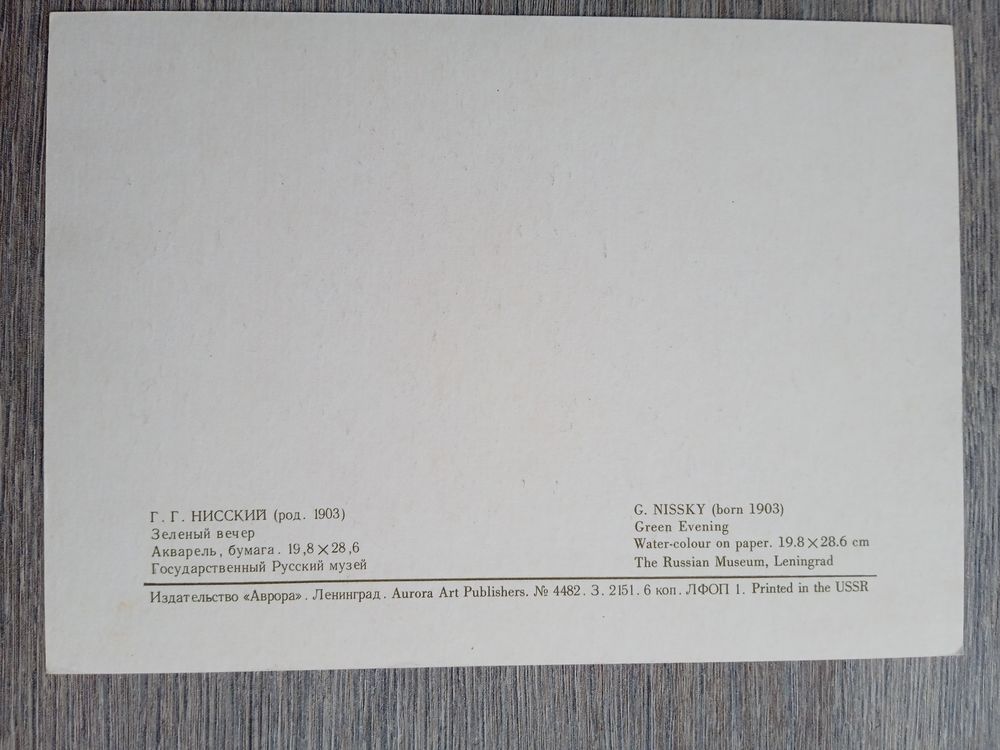 Г. Г. НИССКИЙ (род. 1903)
Зеленый вечер
Акварель, бумага. 19,8×28,6
Государственный Русский музей
G. NISSKY (born 1903)
Green Evening
Water-colour on paper. 19.8×28.6 cm
The Russian Museum, Leningrad
Издательство «Аврора». Ленинград. Aurora Art Publishers. № 4482. З. 2151. 6 коп. ЛФОП 1. Printed in the USSR